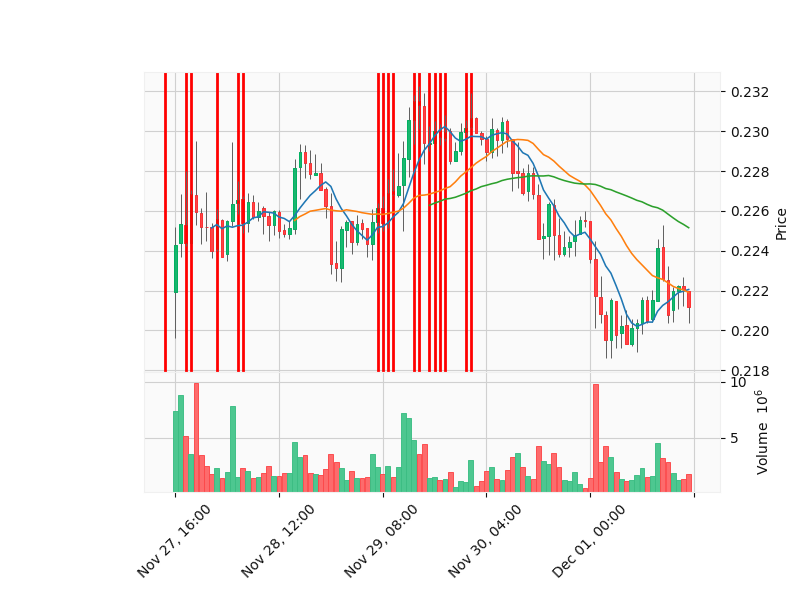 0.232
0.230
0.228
0.226
0.224
0.222
0.220
0.218
Price
10
5
Volume 10^6
Nov 27, 16:00
Nov 28, 12:00
Nov 29, 08:00
Nov 30, 04:00
Dec 01, 00:00